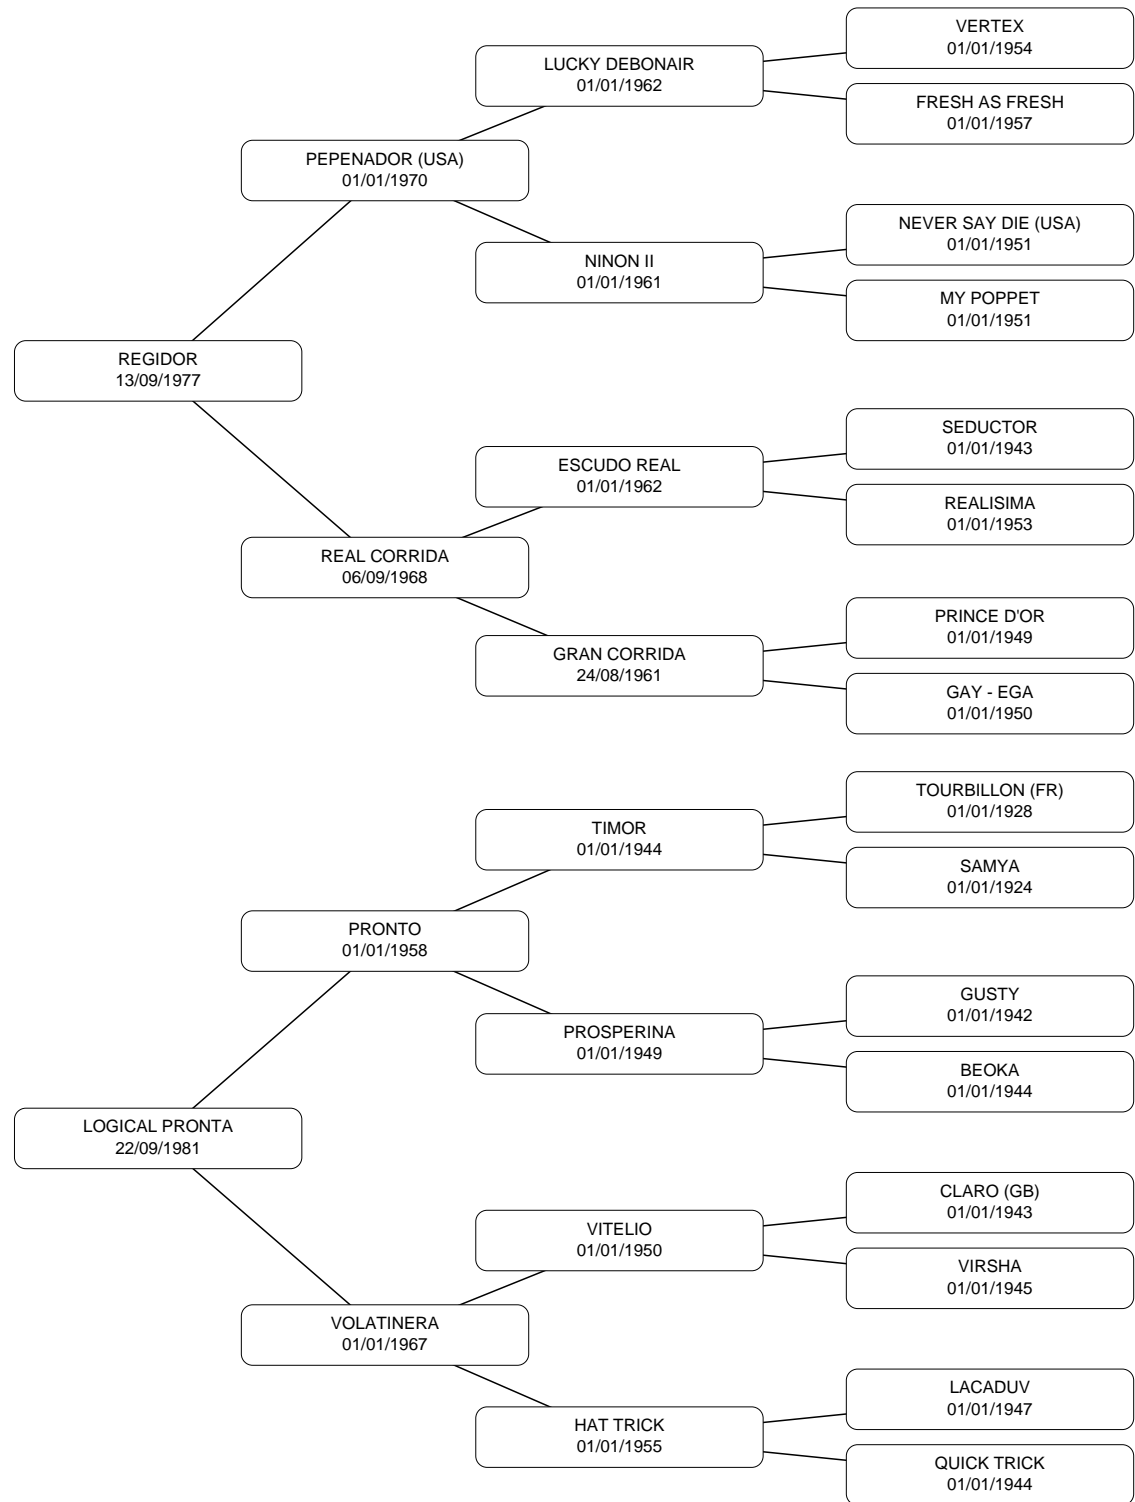 VERTEX
01/01/1954
LUCKY DEBONAIR
01/01/1962
FRESH AS FRESH
01/01/1957
PEPENADOR (USA)
01/01/1970
NEVER SAY DIE (USA)
01/01/1951
NINON II
01/01/1961
MY POPPET
01/01/1951
REGIDOR
13/09/1977
SEDUCTOR
01/01/1943
ESCUDO REAL
01/01/1962
REALISIMA
01/01/1953
REAL CORRIDA
06/09/1968
PRINCE D'OR
01/01/1949
GRAN CORRIDA
24/08/1961
GAY - EGA
01/01/1950
TOURBILLON (FR)
01/01/1928
TIMOR
01/01/1944
SAMYA
01/01/1924
PRONTO
01/01/1958
GUSTY
01/01/1942
PROSPERINA
01/01/1949
BEOKA
01/01/1944
LOGICAL PRONTA
22/09/1981
CLARO (GB)
01/01/1943
VITELIO
01/01/1950
VIRSHA
01/01/1945
VOLATINERA
01/01/1967
LACADUV
01/01/1947
HAT TRICK
01/01/1955
QUICK TRICK
01/01/1944